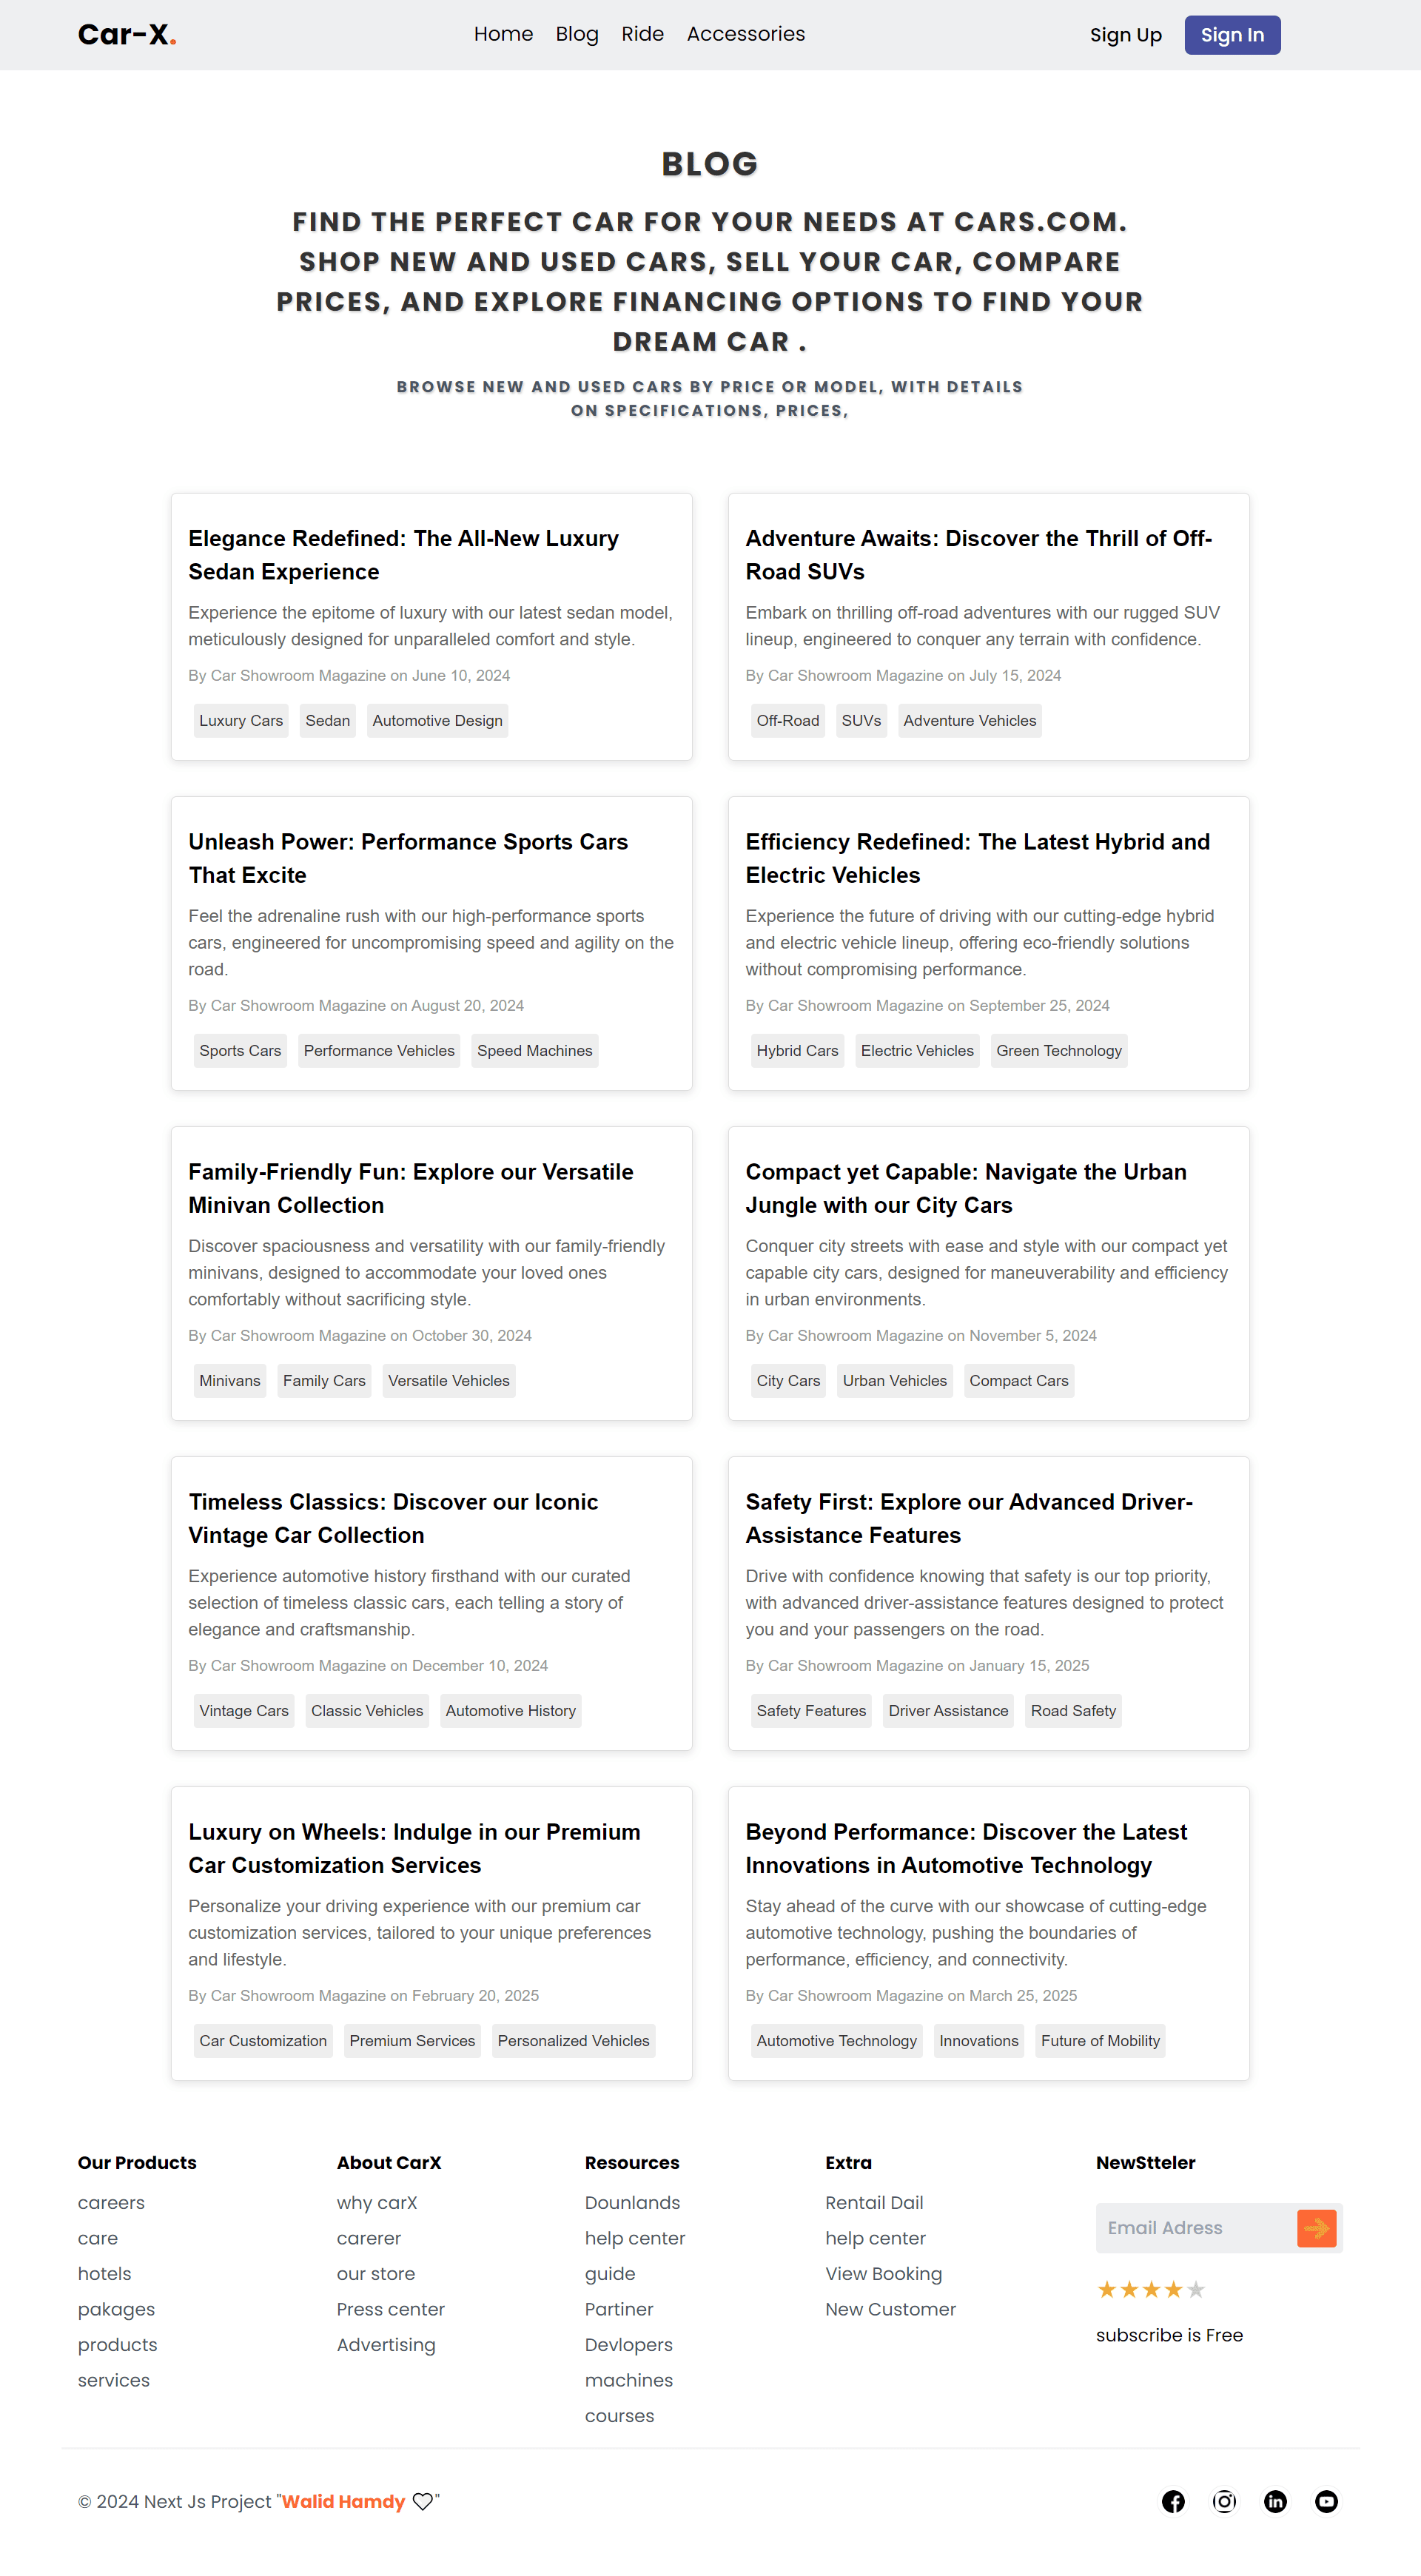 Car-X.
Home Blog Ride Accessories
Sign Up Sign In
BLOG
FIND THE PERFECT CAR FOR YOUR NEEDS AT CARS.COM.
SHOP NEW AND USED CARS, SELL YOUR CAR, COMPARE
PRICES, AND EXPLORE FINANCING OPTIONS TO FIND YOUR
DREAM CAR .
BROWSE NEW AND USED CARS BY PRICE OR MODEL, WITH DETAILS
ON SPECIFICATIONS, PRICES,
Elegance Redefined: The All-New Luxury
Sedan Experience
Experience the epitome of luxury with our latest sedan model,
meticulously designed for unparalleled comfort and style.
By Car Showroom Magazine on June 10, 2024
Luxury Cars Sedan Automotive Design
Adventure Awaits: Discover the Thrill of Off-
Road SUVs
Embark on thrilling off-road adventures with our rugged SUV
lineup, engineered to conquer any terrain with confidence.
By Car Showroom Magazine on July 15, 2024
Off-Road SUVs Adventure Vehicles
Unleash Power: Performance Sports Cars
That Excite
Feel the adrenaline rush with our high-performance sports
cars, engineered for uncompromising speed and agility on the
road.
By Car Showroom Magazine on August 20, 2024
Sports Cars Performance Vehicles Speed Machines
Efficiency Redefined: The Latest Hybrid and
Electric Vehicles
Experience the future of driving with our cutting-edge hybrid
and electric vehicle lineup, offering eco-friendly solutions
without compromising performance.
By Car Showroom Magazine on September 25, 2024
Hybrid Cars Electric Vehicles Green Technology
Family-Friendly Fun: Explore our Versatile
Minivan Collection
Discover spaciousness and versatility with our family-friendly
minivans, designed to accommodate your loved ones
comfortably without sacrificing style.
By Car Showroom Magazine on October 30, 2024
Minivans Family Cars Versatile Vehicles
Compact yet Capable: Navigate the Urban
Jungle with our City Cars
Conquer city streets with ease and style with our compact yet
capable city cars, designed for maneuverability and efficiency
in urban environments.
By Car Showroom Magazine on November 5, 2024
City Cars Urban Vehicles Compact Cars
Timeless Classics: Discover our Iconic
Vintage Car Collection
Experience automotive history firsthand with our curated
selection of timeless classic cars, each telling a story of
elegance and craftsmanship.
By Car Showroom Magazine on December 10, 2024
Vintage Cars Classic Vehicles Automotive History
Safety First: Explore our Advanced Driver-
Assistance Features
Drive with confidence knowing that safety is our top priority,
with advanced driver-assistance features designed to protect
you and your passengers on the road.
By Car Showroom Magazine on January 15, 2025
Safety Features Driver Assistance Road Safety
Luxury on Wheels: Indulge in our Premium
Car Customization Services
Personalize your driving experience with our premium car
customization services, tailored to your unique preferences
and lifestyle.
By Car Showroom Magazine on February 20, 2025
Car Customization Premium Services Personalized Vehicles
Beyond Performance: Discover the Latest
Innovations in Automotive Technology
Stay ahead of the curve with our showcase of cutting-edge
automotive technology, pushing the boundaries of
performance, efficiency, and connectivity.
By Car Showroom Magazine on March 25, 2025
Automotive Technology Innovations Future of Mobility
Our Products
careers
care
hotels
pakages
products
services
About CarX
why carX
carerer
our store
Press center
Advertising
Resources
Dounlands
help center
guide
Partiner
Devlopers
machines
courses
Extra
Rentail Dail
help center
View Booking
New Customer
NewStteler
Email Adress
subscribe is Free
© 2024 Next Js Project "Walid Hamdy ♡"